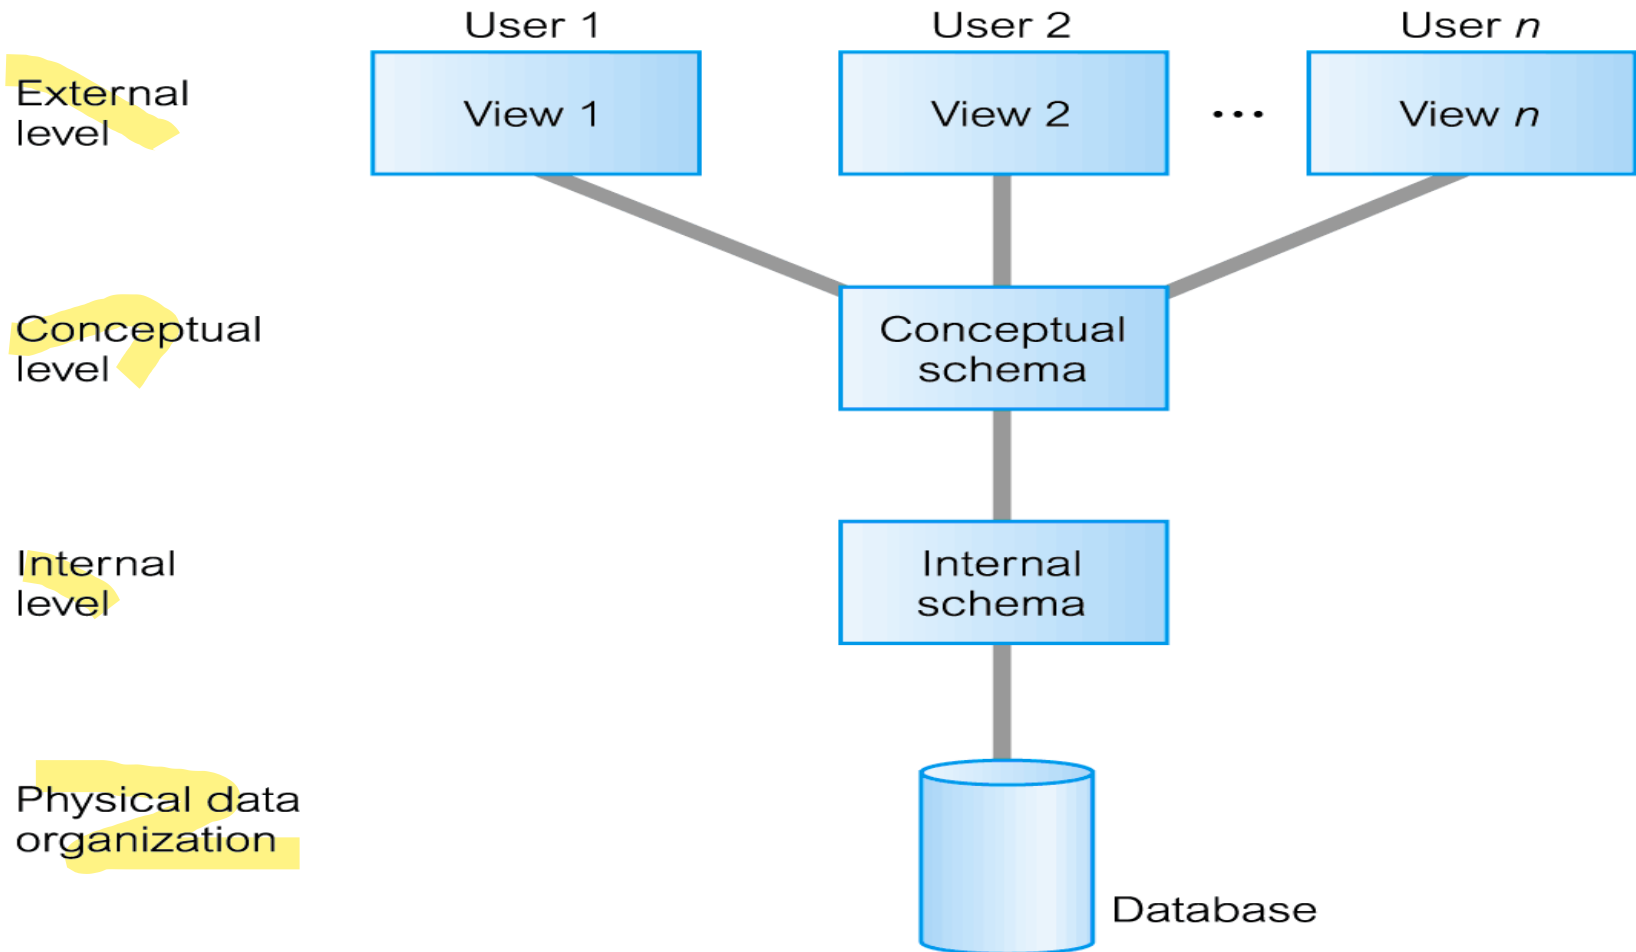 User 1
User 2
User n
External
level
View 1
View 2
...
View n
Conceptual
level
Conceptual
schema
Internal
level
Internal
schema
Physical data
organization
Database